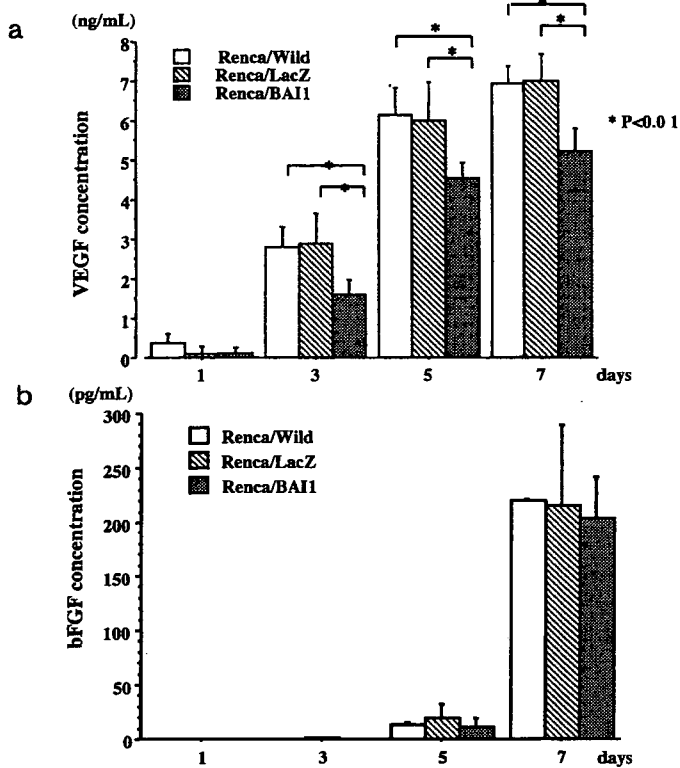 a
(ng/mL)
8
7
6
5
4
3
2
1
0
VEGF concentration
Renca/Wild
Renca/LacZ
Renca/BAI1
*
*
*
*
*
*
* P<0.0 1
1 3 5 7 days
b
(pg/mL)
300
250
200
150
100
50
0
bFGF concentration
Renca/Wild
Renca/LacZ
Renca/BAI1
1 3 5 7 days